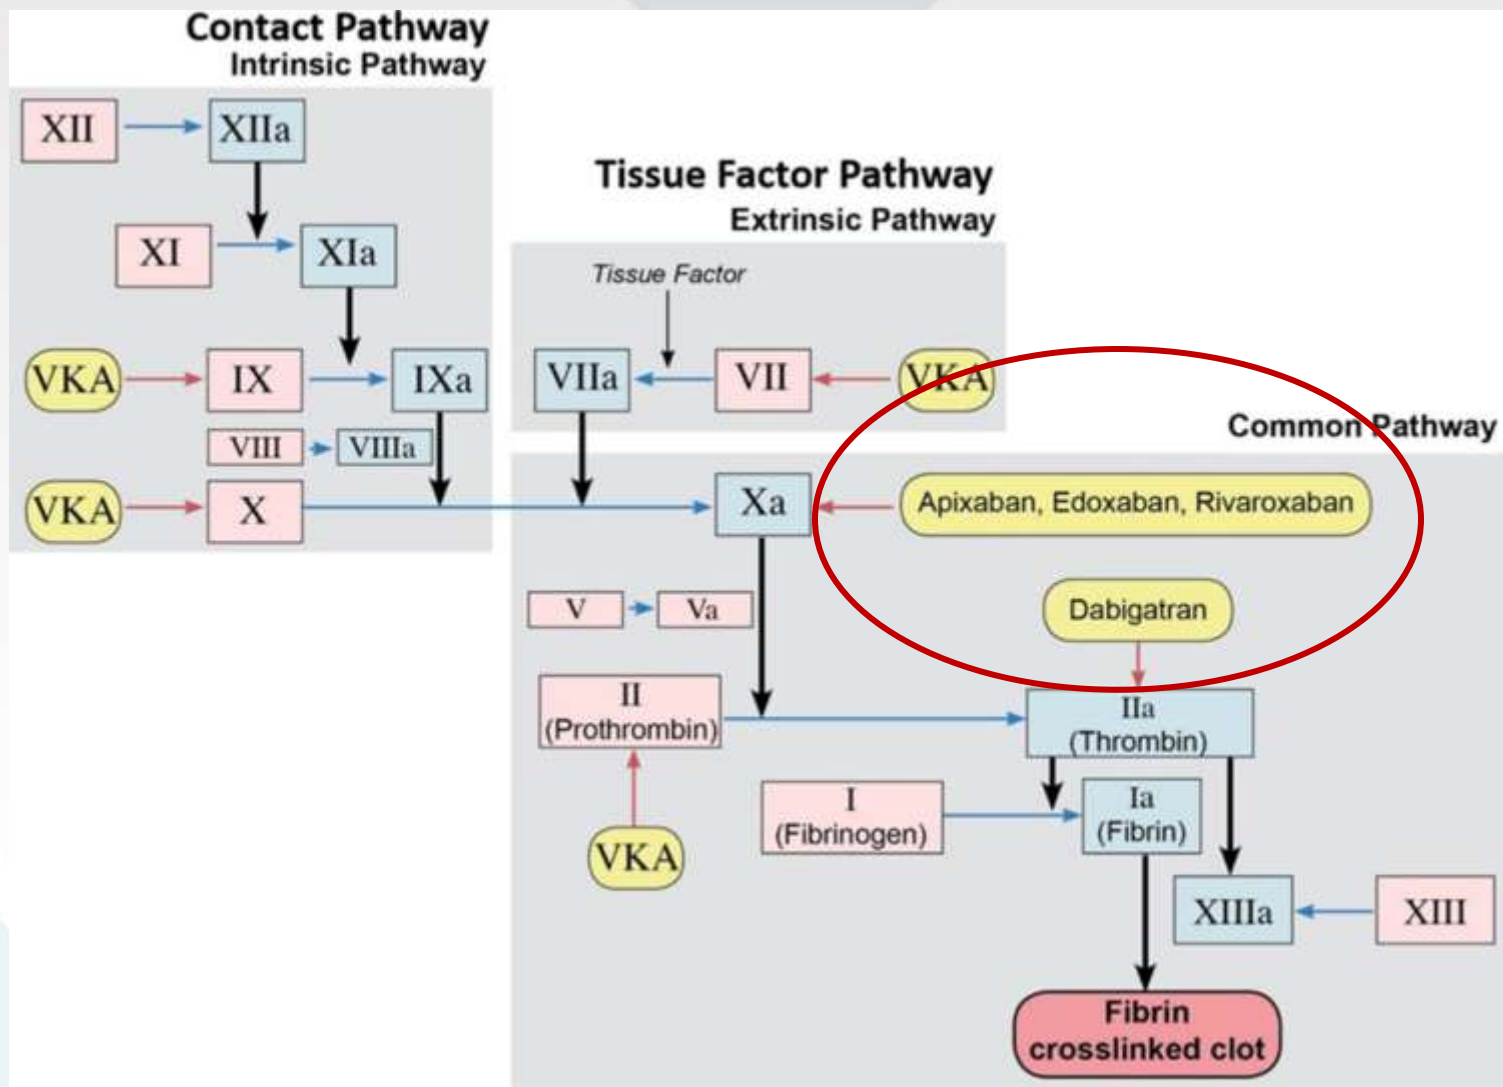 Contact Pathway
Intrinsic Pathway
XII
XIIa
XI
XIa
VKA
IX
IXa
VIII
VIIIa
VKA
X
Tissue Factor Pathway
Extrinsic Pathway
Tissue Factor
VIIa
VII
VKA
Common Pathway
Xa
Apixaban, Edoxaban, Rivaroxaban
V
Va
Dabigatran
II
(Prothrombin)
IIa
(Thrombin)
VKA
I
(Fibrinogen)
Ia
(Fibrin)
XIIIa
XIII
Fibrin
crosslinked clot